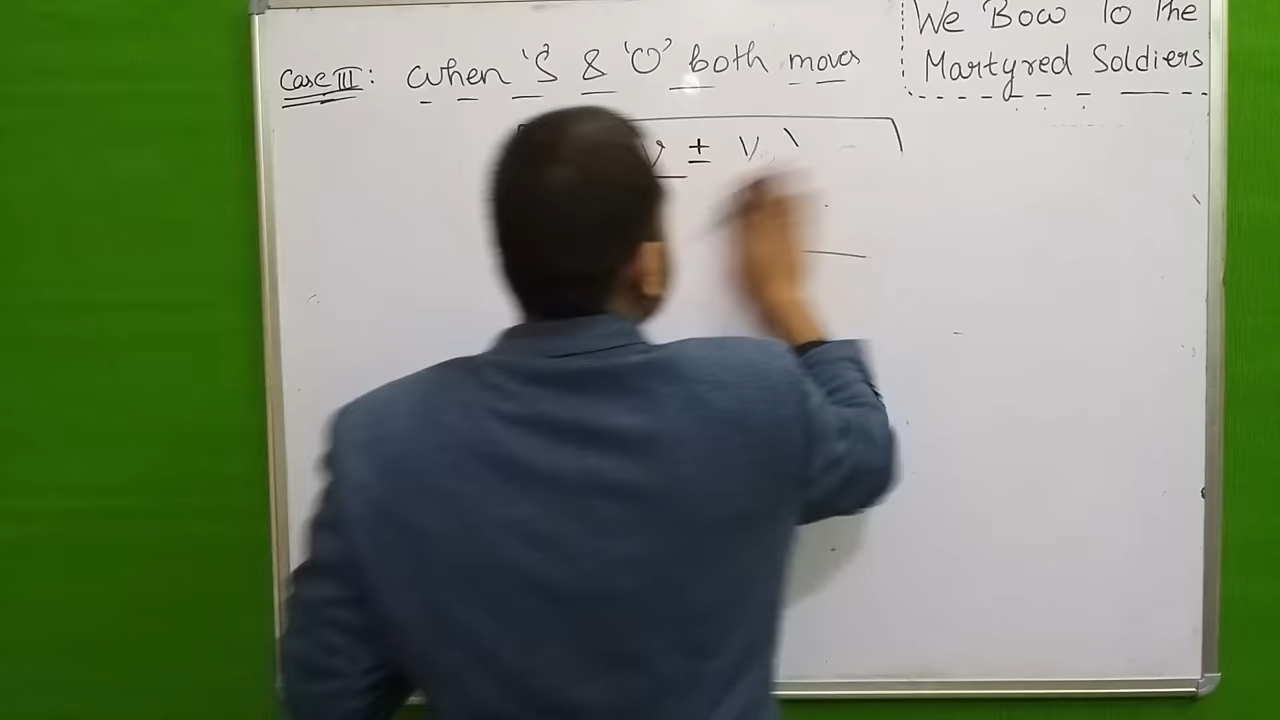 We Bow To The
Martyred Soldiers
Case III : When 'S' & 'O' both moves
v ± v )